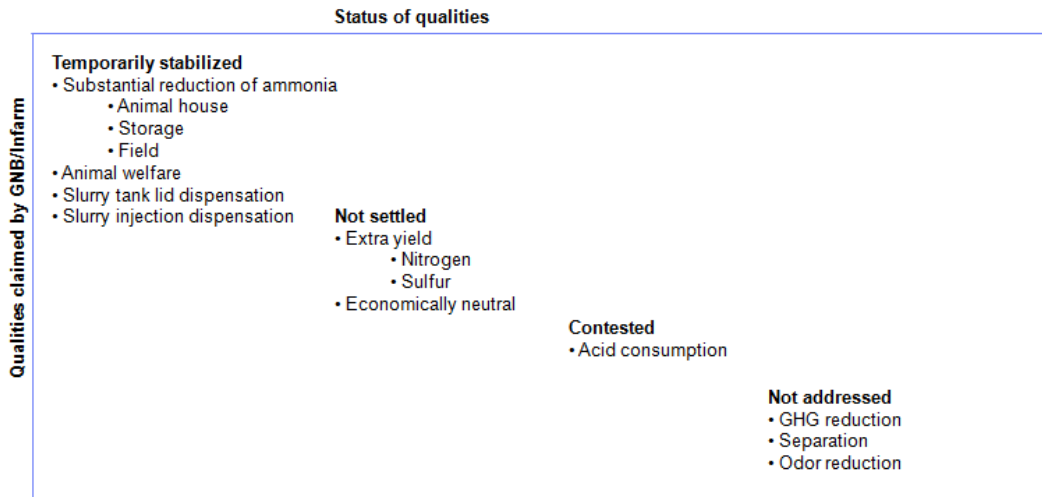 Status of qualities
Qualities claimed by GNB/Infarm
Temporarily stabilized
• Substantial reduction of ammonia
• Animal house
• Storage
• Field
• Animal welfare
• Slurry tank lid dispensation
• Slurry injection dispensation
Not settled
• Extra yield
• Nitrogen
• Sulfur
• Economically neutral
Contested
• Acid consumption
Not addressed
• GHG reduction
• Separation
• Odor reduction